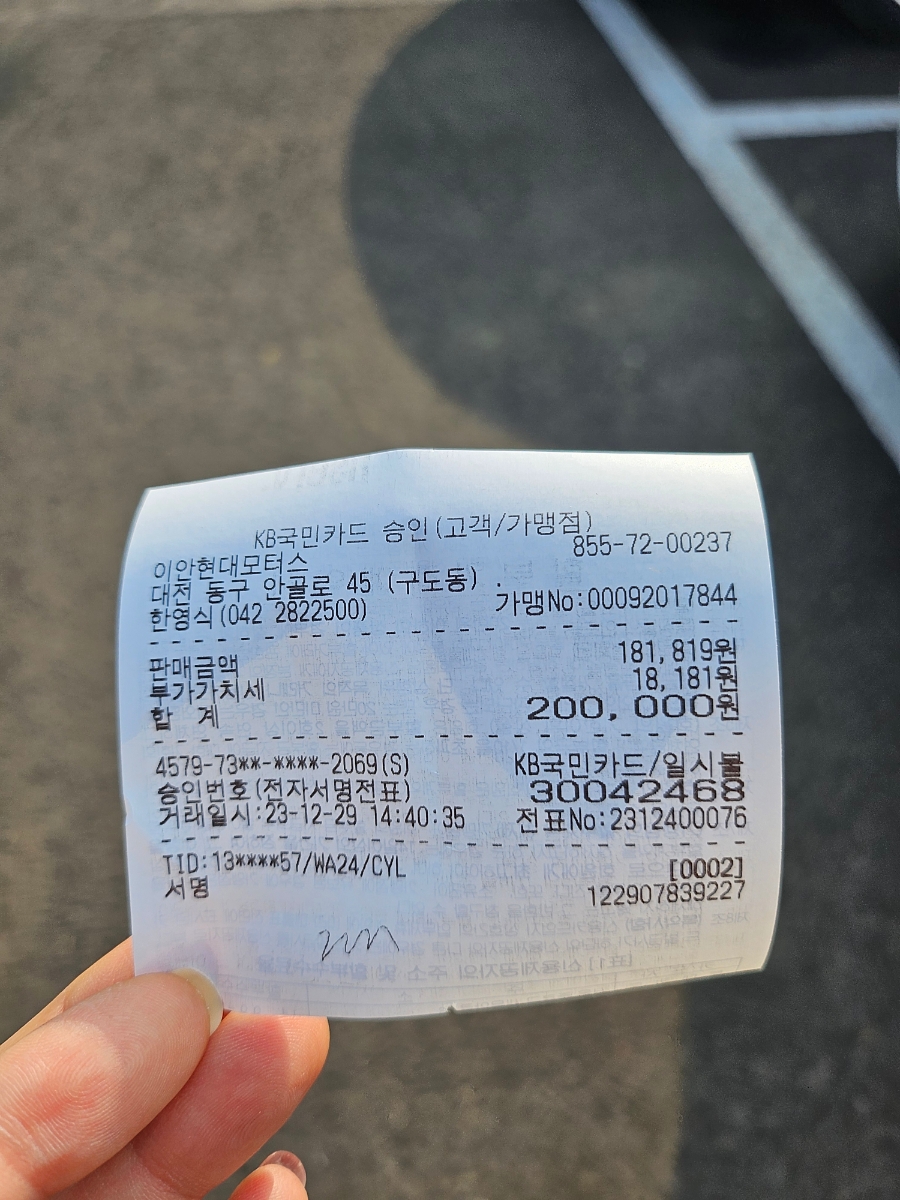 KB국민카드 승인(고객/가맹점)
855-72-00237
이안현대모터스
대전 동구 안골로 45 (구도동) .
한영식(042 2822500) 가맹No:00092017844
판매금액 181,819원
부가가치세 18,181원
합 계 200,000원
4579-73**-****-2069(S) KB국민카드/일시불
승인번호(전자서명전표) 30042468
거래일시:23-12-29 14:40:35 전표No:2312400076
TID:13****57/WA24/CYL [0002]
서명 122907839227